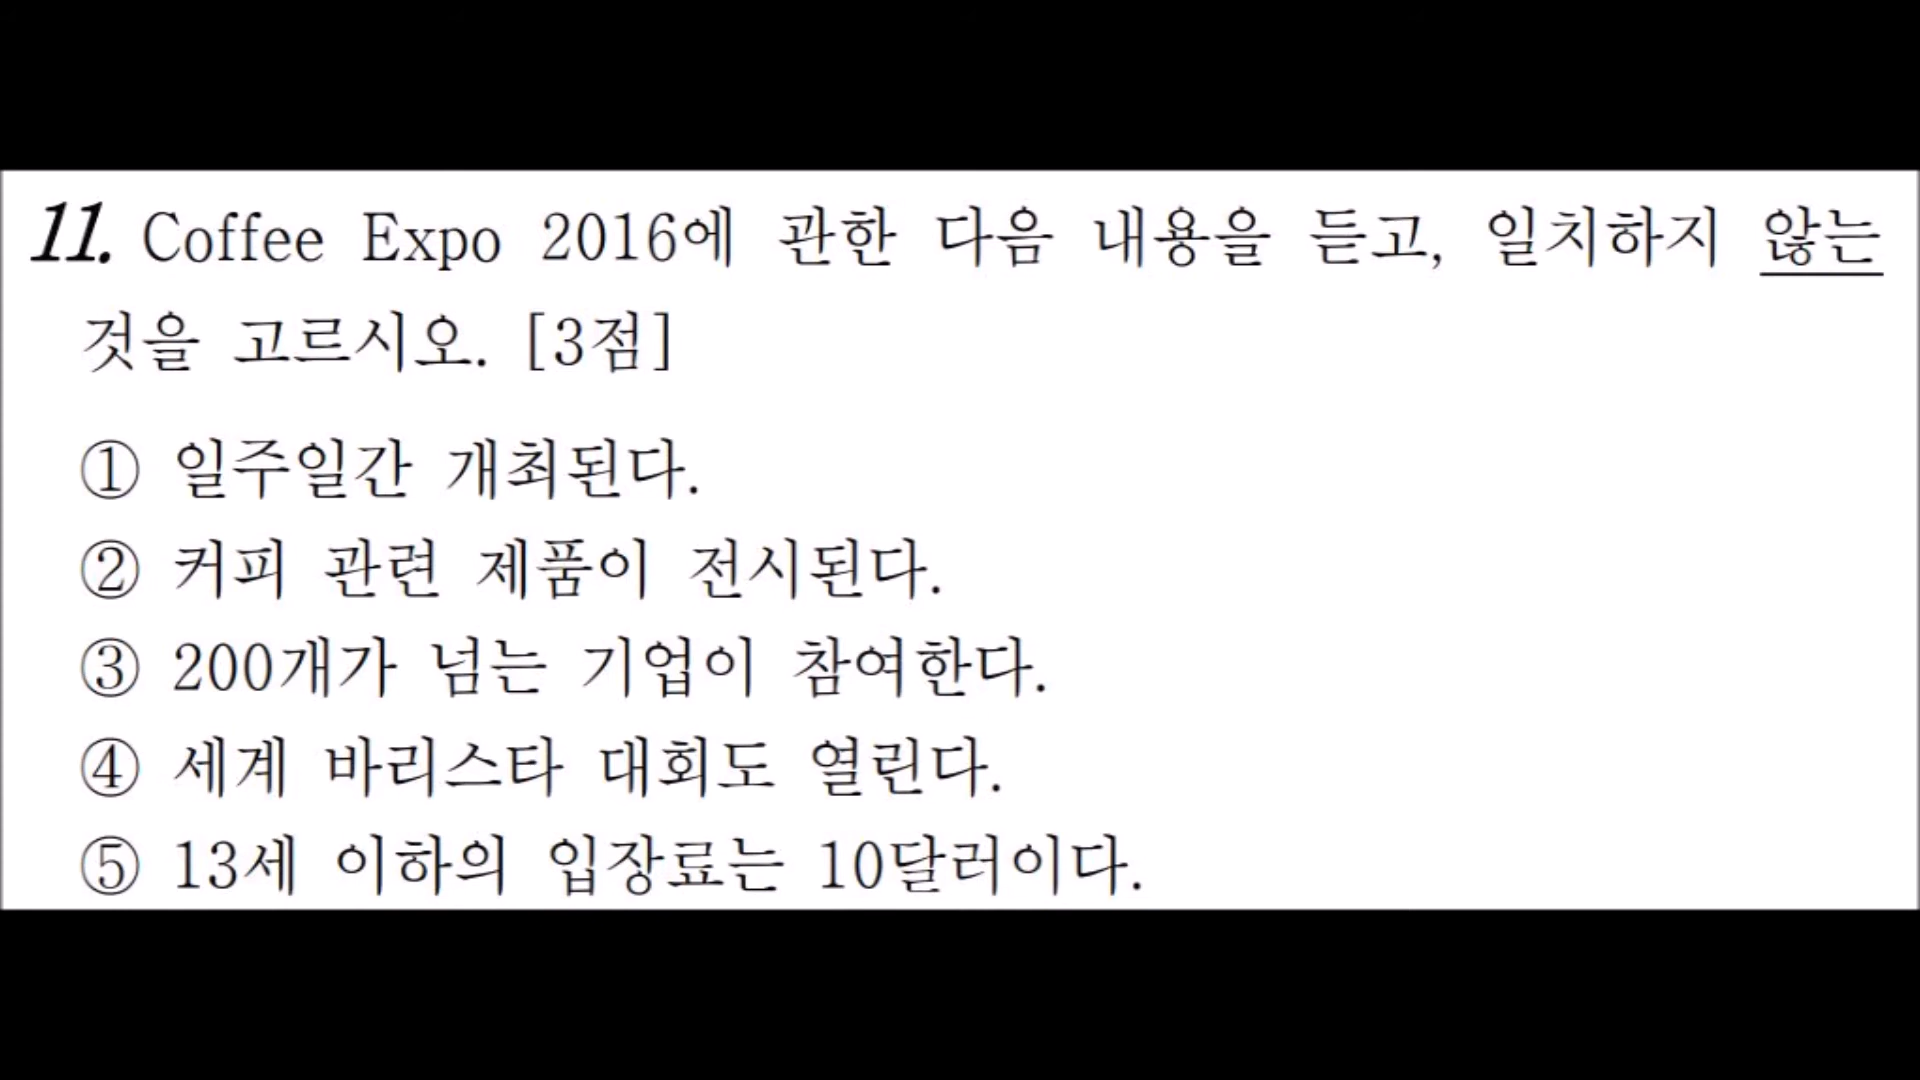 11. Coffee Expo 2016에 관한 다음 내용을 듣고, 일치하지 않는
것을 고르시오. [3점]
① 일주일간 개최된다.
② 커피 관련 제품이 전시된다.
③ 200개가 넘는 기업이 참여한다.
④ 세계 바리스타 대회도 열린다.
⑤ 13세 이하의 입장료는 10달러이다.